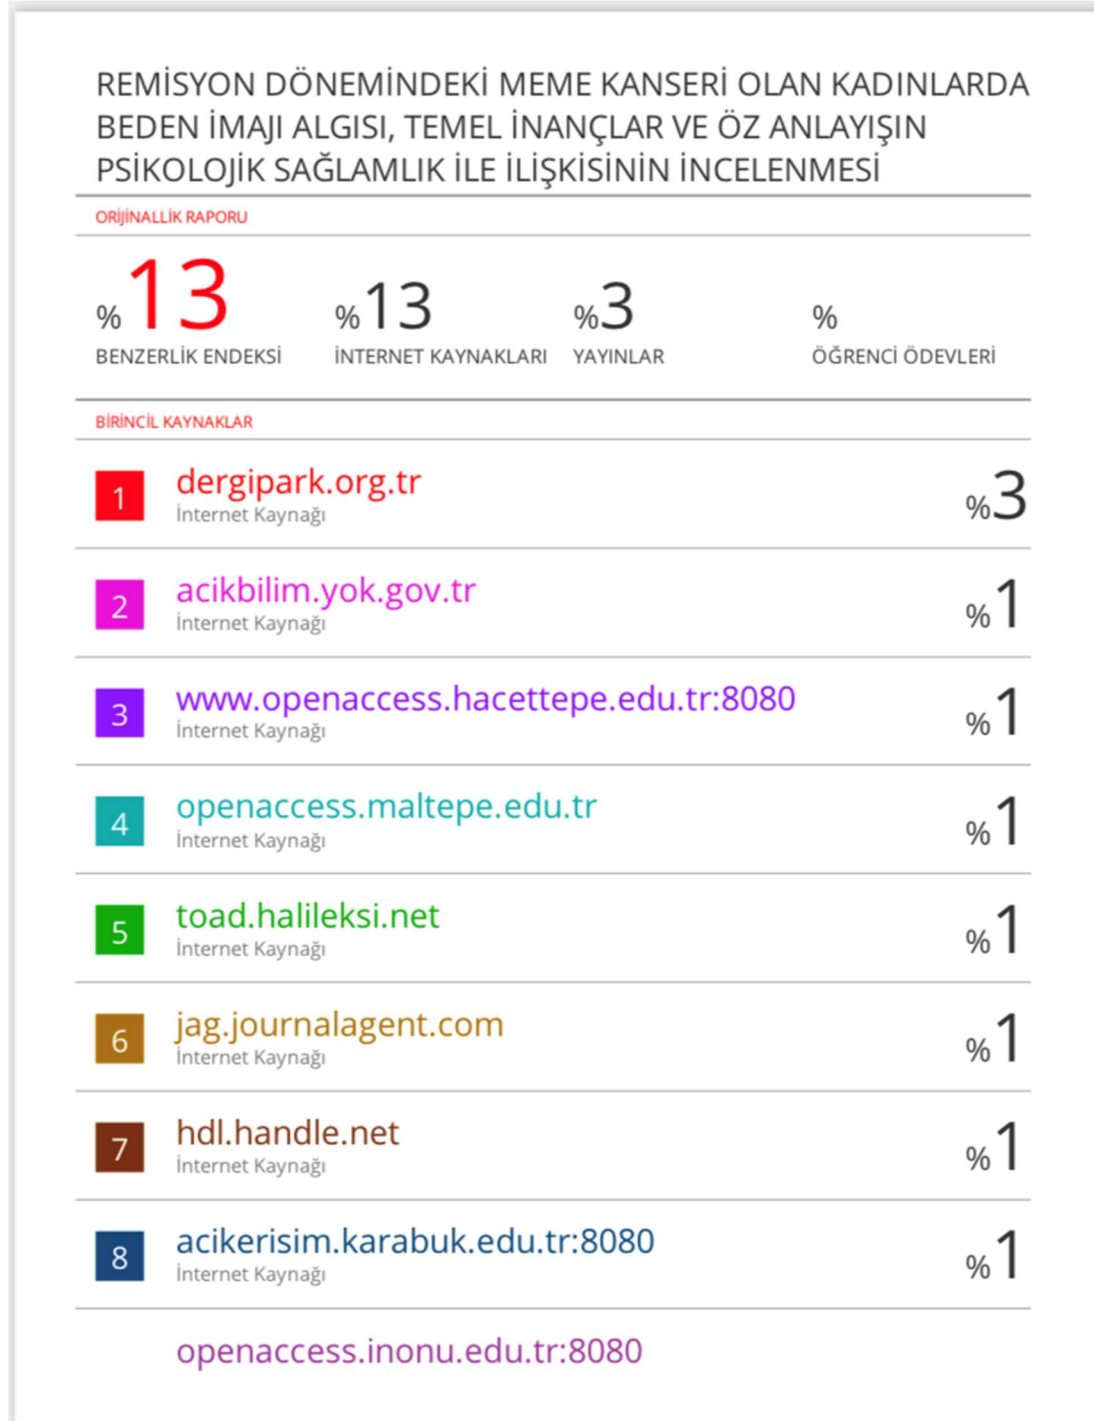 REMİSYON DÖNEMİNDEKİ MEME KANSERİ OLAN KADINLARDA
BEDEN İMAJI ALGISI, TEMEL İNANÇLAR VE ÖZ ANLAYIŞIN
PSİKOLOJİK SAĞLAMLIK İLE İLİŞKİSİNİN İNCELENMESİ
ORİJİNALLİK RAPORU
%13 %13 %3 %
BENZERLİK ENDEKSİ İNTERNET KAYNAKLARI YAYINLAR ÖĞRENCİ ÖDEVLERİ
BİRİNCİL KAYNAKLAR
1 dergipark.org.tr %3
İnternet Kaynağı
2 acikbilim.yok.gov.tr %1
İnternet Kaynağı
3 www.openaccess.hacettepe.edu.tr:8080 %1
İnternet Kaynağı
4 openaccess.maltepe.edu.tr %1
İnternet Kaynağı
5 toad.halileksi.net %1
İnternet Kaynağı
6 jag.journalagent.com %1
İnternet Kaynağı
7 hdl.handle.net %1
İnternet Kaynağı
8 acikerisim.karabuk.edu.tr:8080 %1
İnternet Kaynağı
openaccess.inonu.edu.tr:8080